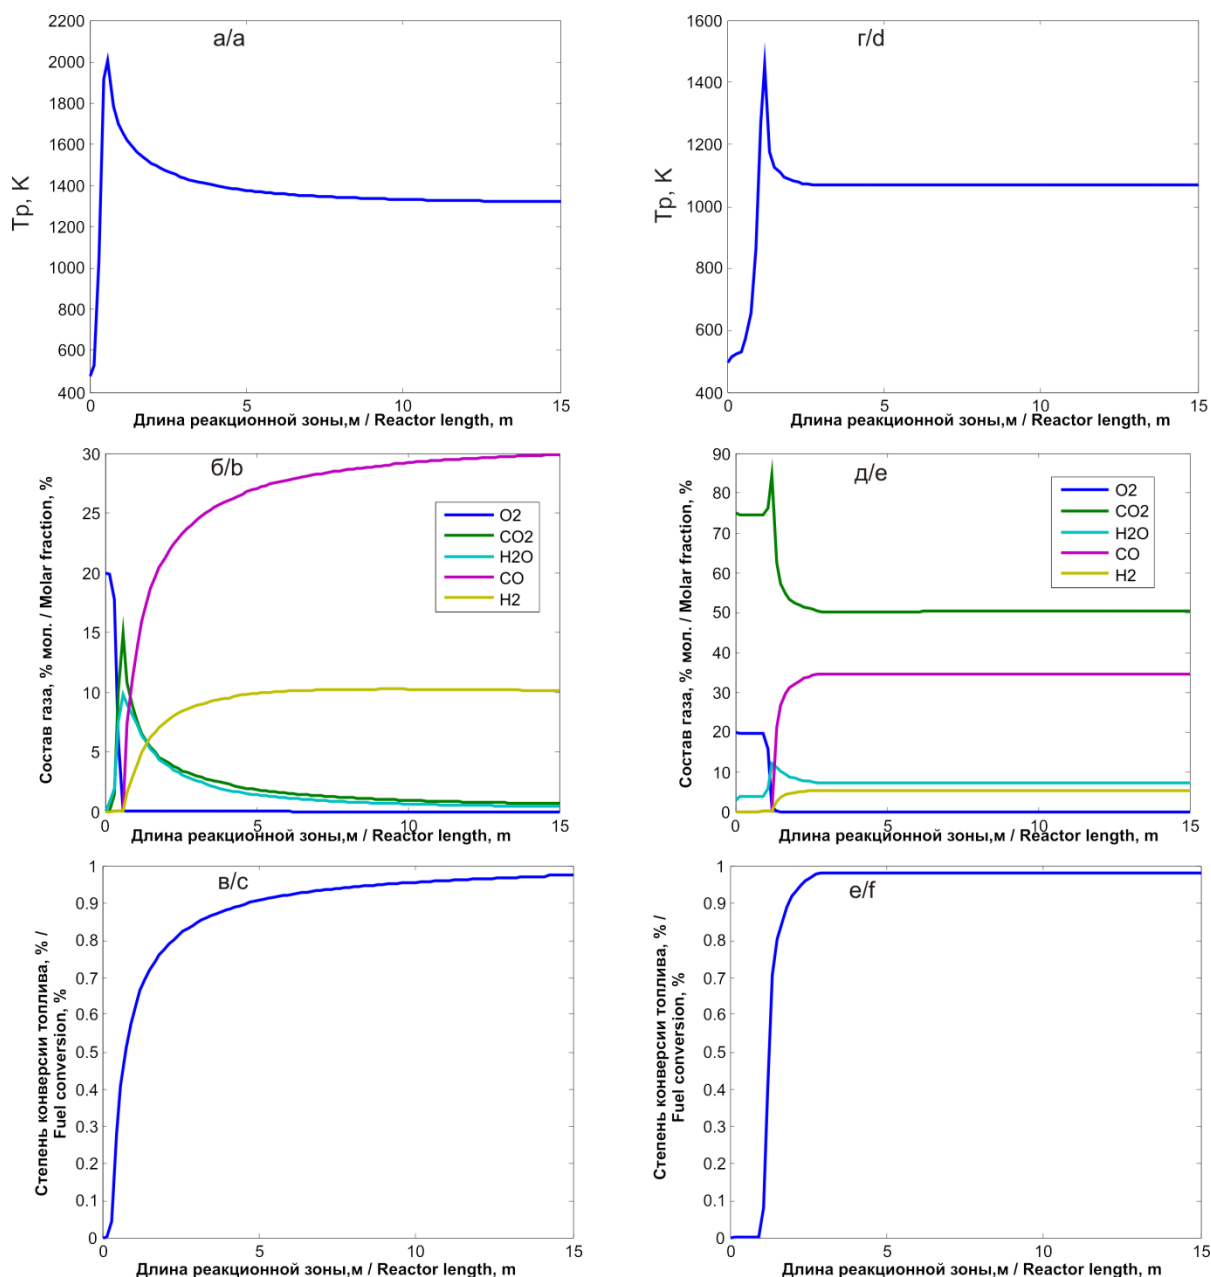 а/a
Тр, К
2200
2000
1800
1600
1400
1200
1000
800
600
400
0
5
10
15
Длина реакционной зоны,м / Reactor length, m
г/d
Тр, К
1600
1400
1200
1000
800
600
400
0
5
10
15
Длина реакционной зоны,м / Reactor length, m
б/b
Состав газа, % мол. / Molar fraction, %
30
25
20
15
10
5
0
O2
CO2
H2O
CO
H2
0
5
10
15
Длина реакционной зоны,м / Reactor length, m
д/e
Состав газа, % мол. / Molar fraction, %
90
80
70
60
50
40
30
20
10
0
O2
CO2
H2O
CO
H2
0
5
10
15
Длина реакционной зоны,м / Reactor length, m
в/c
Степень конверсии топлива, % /
Fuel conversion, %
1
0.9
0.8
0.7
0.6
0.5
0.4
0.3
0.2
0.1
0
0
5
10
15
Длина реакционной зоны,м / Reactor length, m
е/f
Степень конверсии топлива, % /
Fuel conversion, %
1
0.9
0.8
0.7
0.6
0.5
0.4
0.3
0.2
0.1
0
0
5
10
15
Длина реакционной зоны,м / Reactor length, m